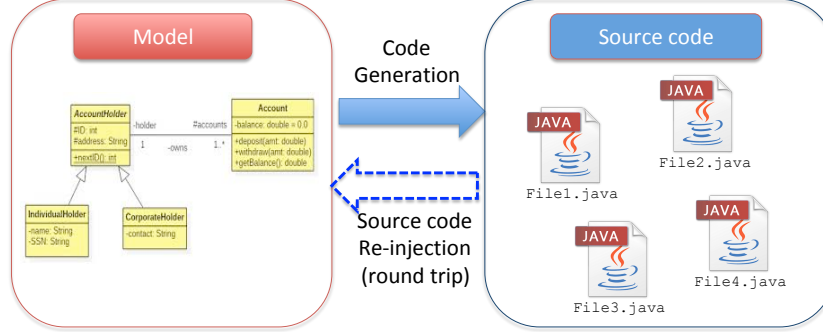 Model
AccountHolder
#ID: int
#address: String
+nextID(): int
-holder
#accounts
1
-owns
1..*
Account
-balance: double = 0.0
+deposit(amt: double)
+withdraw(amt: double)
+getBalance(): double
IndividualHolder
-name: String
-SSN: String
CorporateHolder
-contact: String
Code
Generation
Source code
Re-injection
(round trip)
Source code
JAVA
File1.java
JAVA
File2.java
JAVA
File3.java
JAVA
File4.java